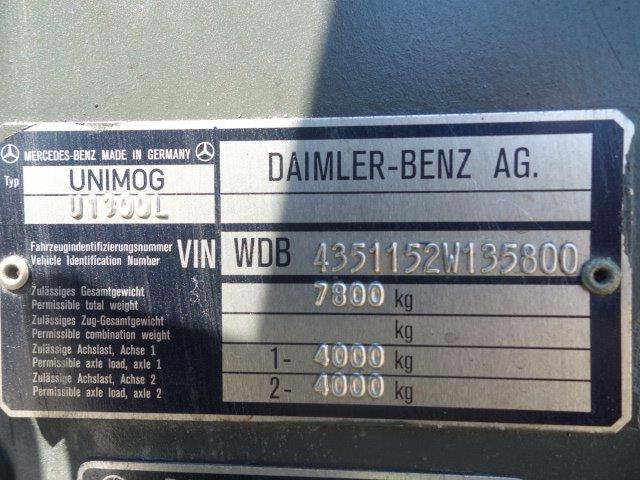 MERCEDES-BENZ MADE IN GERMANY
DAIMLER-BENZ AG.
Typ UNIMOG
U1300L
Fahrzeugidentifizierungsnummer
Vehicle Identification Number
VIN WDB 4351152W135800
Zulässiges Gesamtgewicht
Permissible total weight
7800 kg
Zulässiges Zug-Gesamtgewicht
Permissible combination weight
kg
Zulässige Achslast, Achse 1
Permissible axle load, axle 1
1- 4000 kg
Zulässige Achslast, Achse 2
Permissible axle load, axle 2
2- 4000 kg